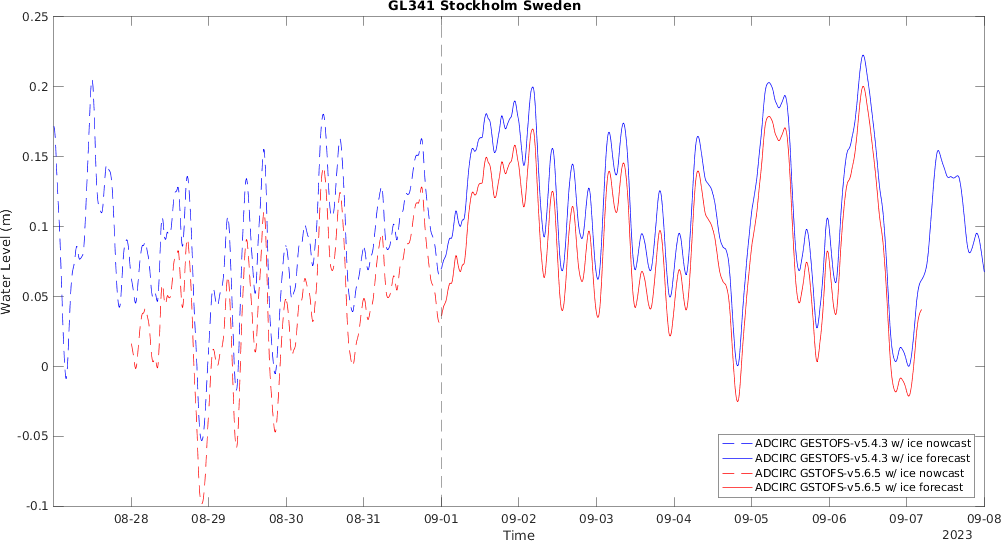 GL341 Stockholm Sweden
0.25
0.2
0.15
0.1
0.05
0
-0.05
-0.1
Water Level (m)
ADCIRC GESTOFS-v5.4.3 w/ ice nowcast
ADCIRC GESTOFS-v5.4.3 w/ ice forecast
ADCIRC GSTOFS-v5.6.5 w/ ice nowcast
ADCIRC GSTOFS-v5.6.5 w/ ice forecast
08-28 08-29 08-30 08-31 09-01 09-02 09-03 09-04 09-05 09-06 09-07 09-08
Time
2023